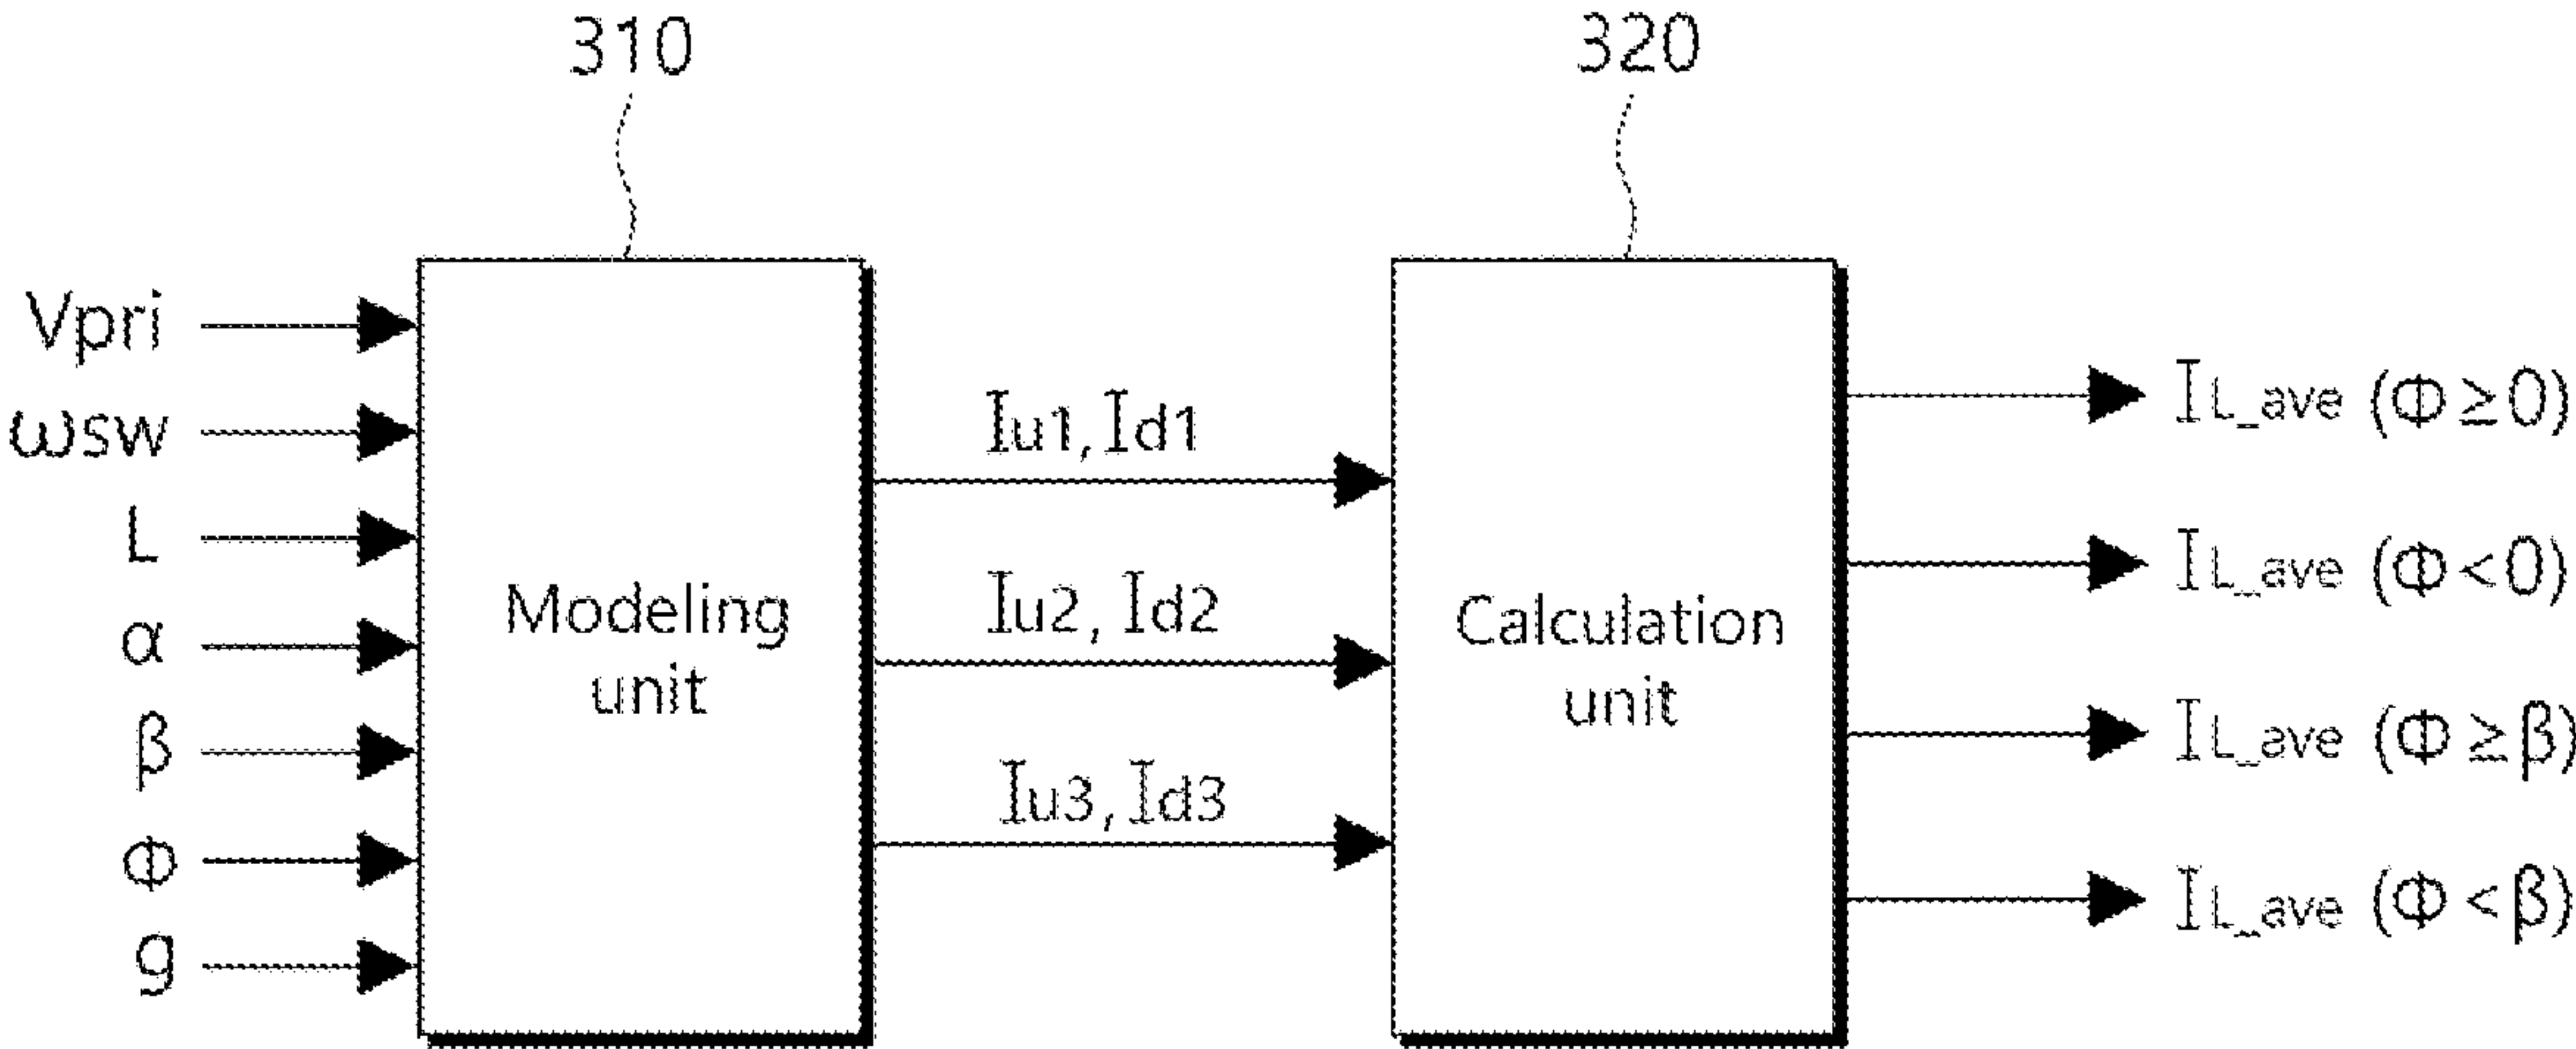 310
320
Vpri
ωsw
L
α
β
Φ
g
Modeling
unit
Iu1, Id1
Iu2, Id2
Iu3, Id3
Calculation
unit
IL_ave (Φ≥0)
IL_ave (Φ<0)
IL_ave (Φ≥β)
IL_ave (Φ<β)